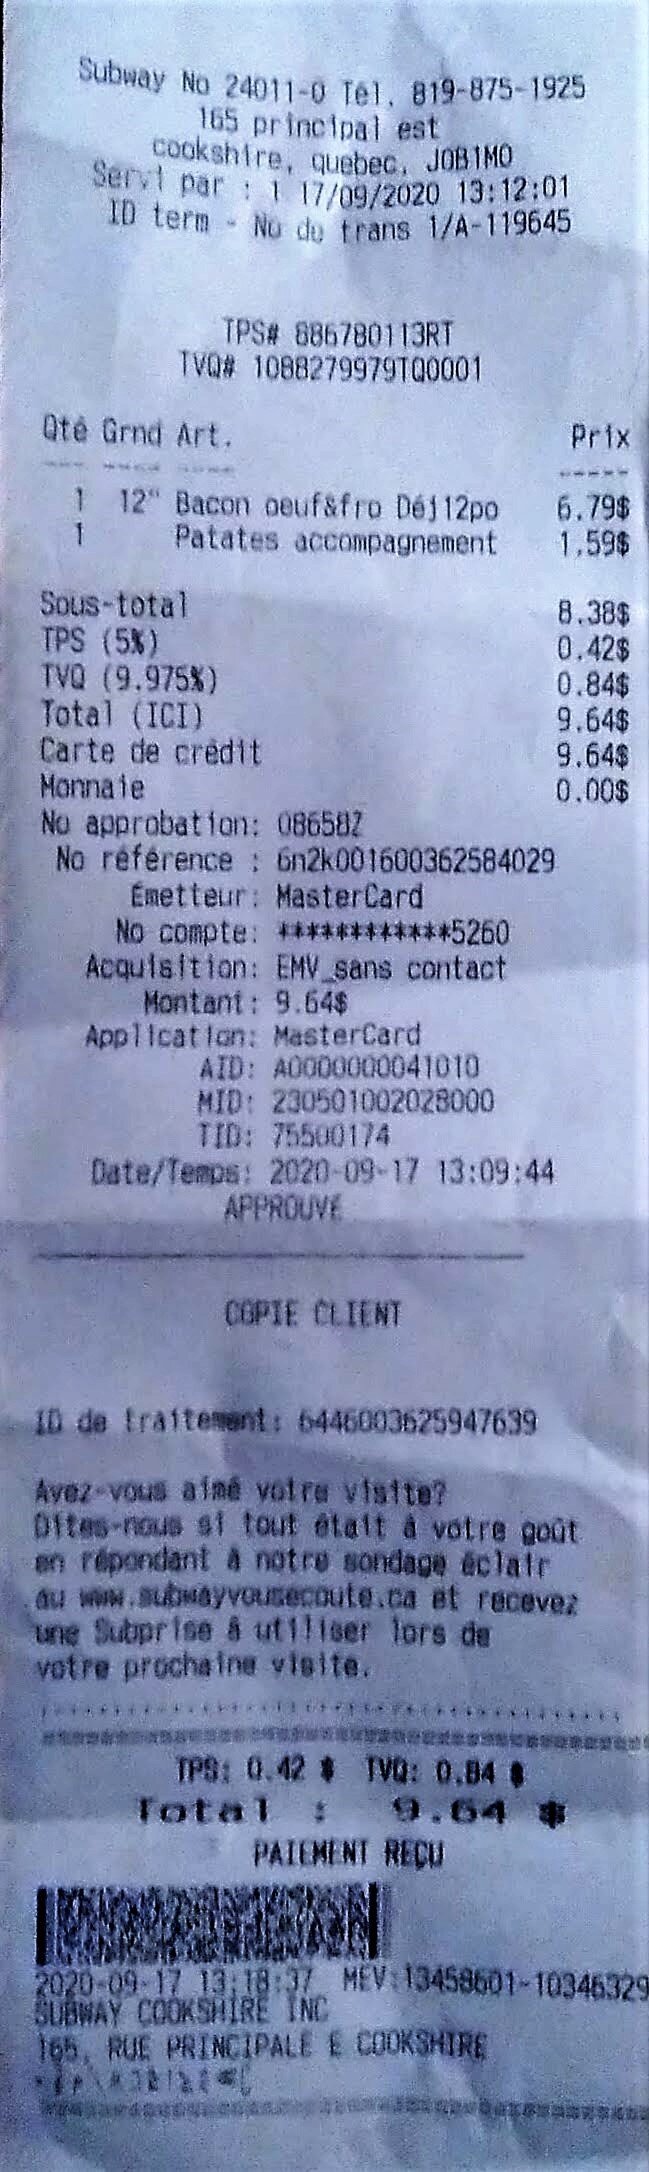 Subway No 24011-0 Tél. 819-875-1925
165 principal est
cookshire, quebec, J0B1M0
Servi par : 1 17/09/2020 13:12:01
ID term - No du trans 1/A-119645
TPS# 886780113RT
TVQ# 1088279979TQ0001
Qté Grnd Art. Prix
--- ---- ---- -----
1 12" Bacon oeuf&fro Déj12po 6.79$
1 Patates accompagnement 1.59$
Sous-total 8.38$
TPS (5%) 0.42$
TVQ (9.975%) 0.84$
Total (ICI) 9.64$
Carte de crédit 9.64$
Monnaie 0.00$
No approbation: 08658Z
No référence : 6n2k001600362584029
Émetteur: MasterCard
No compte: ************5260
Acquisition: EMV_sans contact
Montant: 9.64$
Application: MasterCard
AID: A0000000041010
MID: 230501002028000
TID: 75500174
Date/Temps: 2020-09-17 13:09:44
APPROUVÉ
COPIE CLIENT
ID de traitement: 6446003625947639
Avez-vous aimé votre visite?
Dites-nous si tout était à votre goût
en répondant à notre sondage éclair
au www.subwayvousecoute.ca et recevez
une Subprise à utiliser lors de
votre prochaine visite.
TPS: 0.42 $ TVQ: 0.84 $
Total : 9.64 $
PAIEMENT REÇU
2020-09-17 13:18:37 MEV:13458601-10346329
SUBWAY COOKSHIRE INC
165, RUE PRINCIPALE E COOKSHIRE